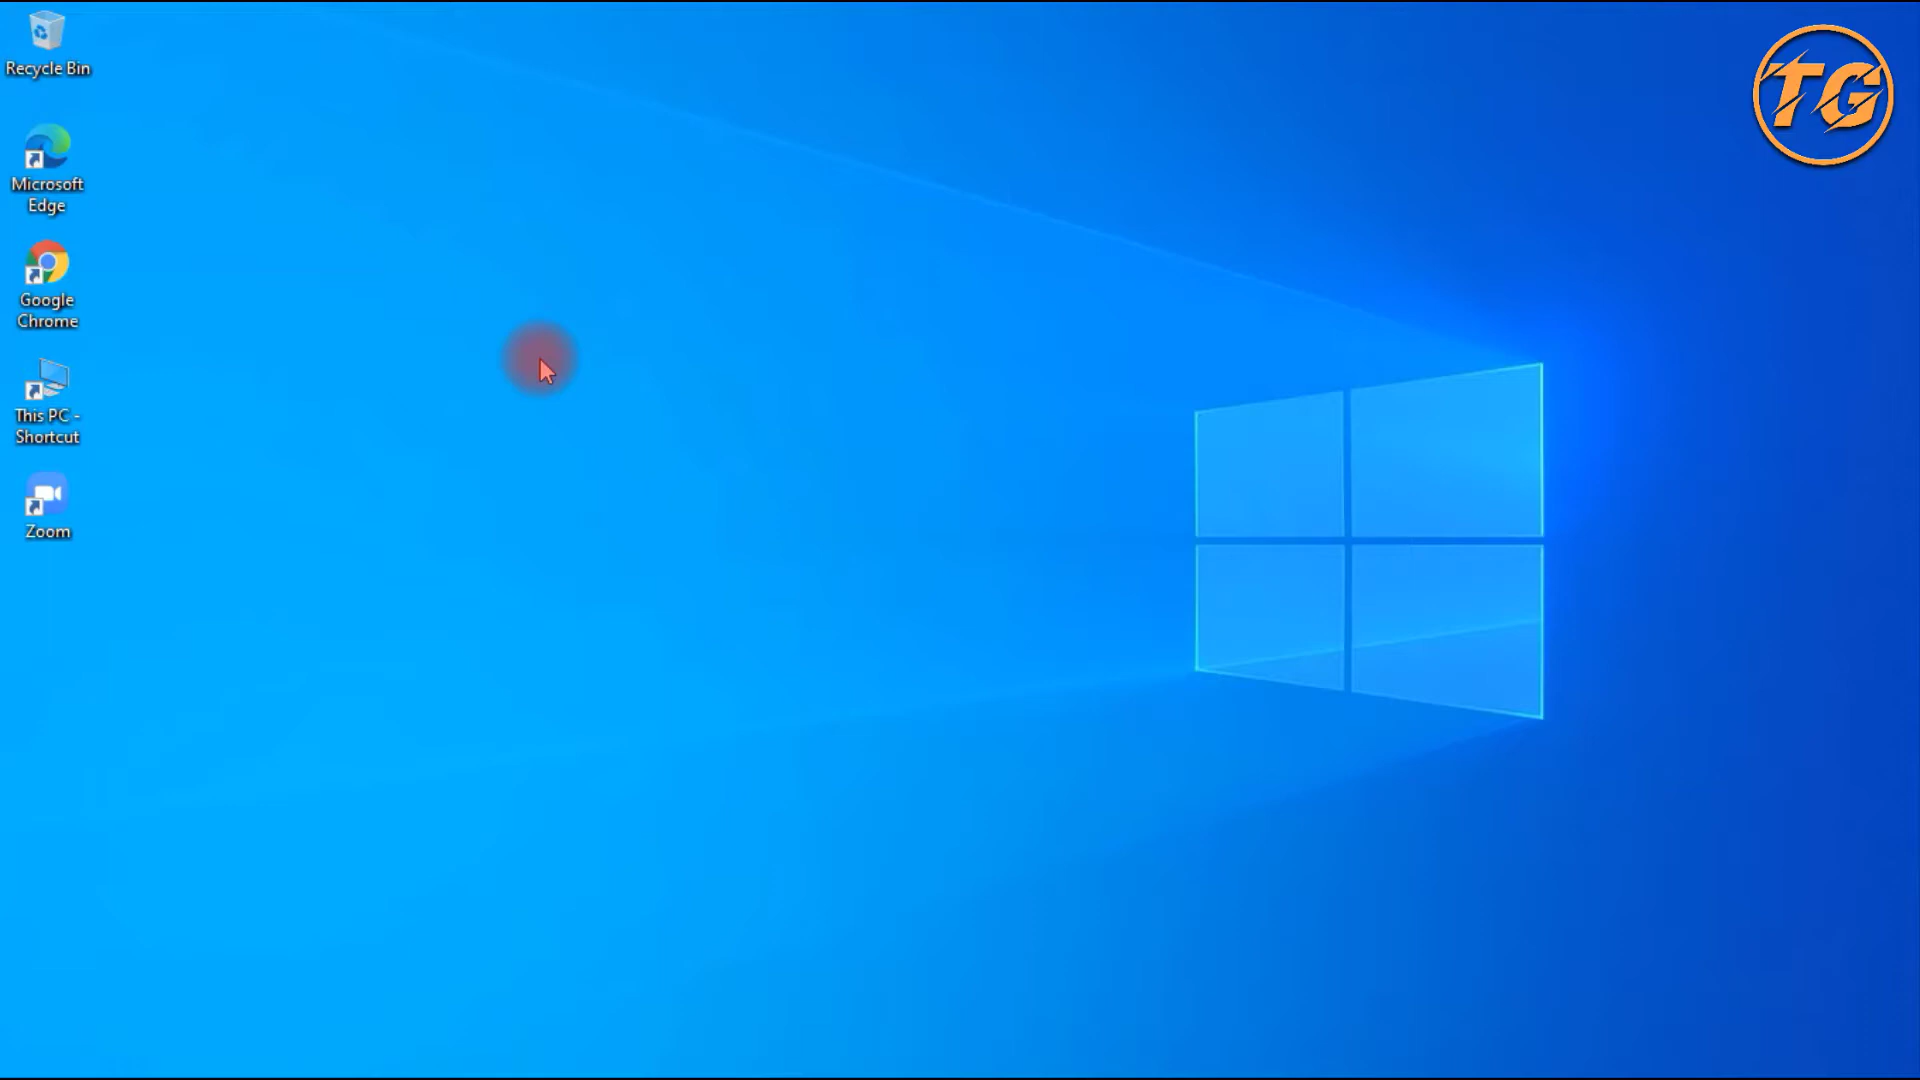 TG
Recycle Bin
Microsoft
Edge
Google
Chrome
This PC -
Shortcut
Zoom